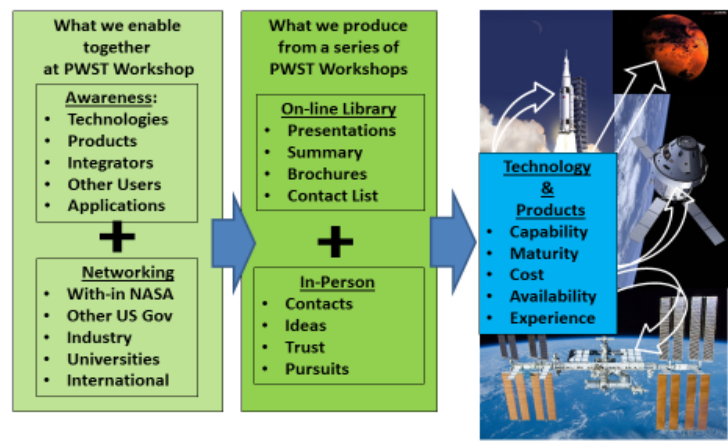 What we enable
together
at PWST Workshop
Awareness:
• Technologies
• Products
• Integrators
• Other Users
• Applications
+
Networking
• With-in NASA
• Other US Gov
• Industry
• Universities
• International
What we produce
from a series of
PWST Workshops
On-line Library
• Presentations
• Summary
• Brochures
• Contact List
+
In-Person
• Contacts
• Ideas
• Trust
• Pursuits
Technology
&
Products
• Capability
• Maturity
• Cost
• Availability
• Experience